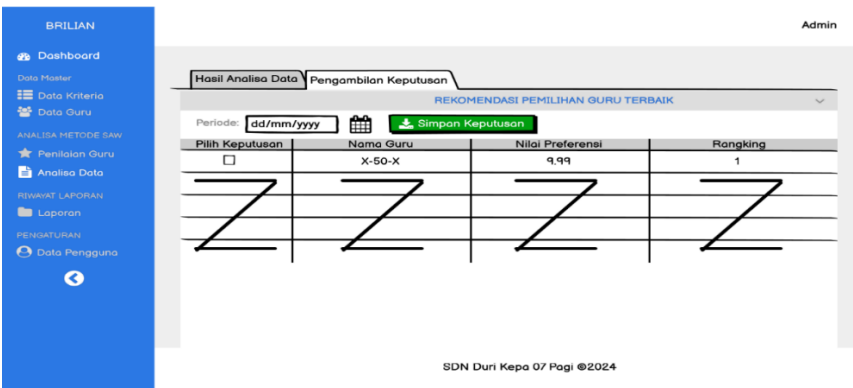 BRILIAN
Admin
Dashboard
Data Master
Data Kriteria
Data Guru
ANALISA METODE SAW
Penilaian Guru
Analisa Data
RIWAYAT LAPORAN
Laporan
PENGATURAN
Data Pengguna
Hasil Analisa Data Pengambilan Keputusan
REKOMENDASI PEMILIHAN GURU TERBAIK
Periode: dd/mm/yyyy Simpan Keputusan
Pilih Keputusan Nama Guru Nilai Preferensi Rangking
X-50-X 9.99 1
SDN Duri Kepa 07 Pagi ©2024